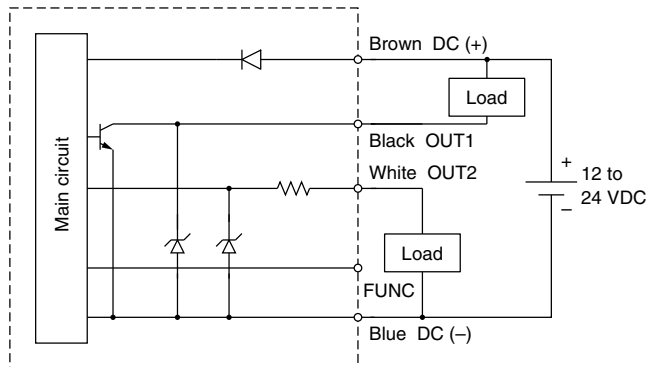 Brown DC (+)
Load
Black OUT1
White OUT2
Main circuit
+
12 to
24 VDC
–
Load
FUNC
Blue DC (–)